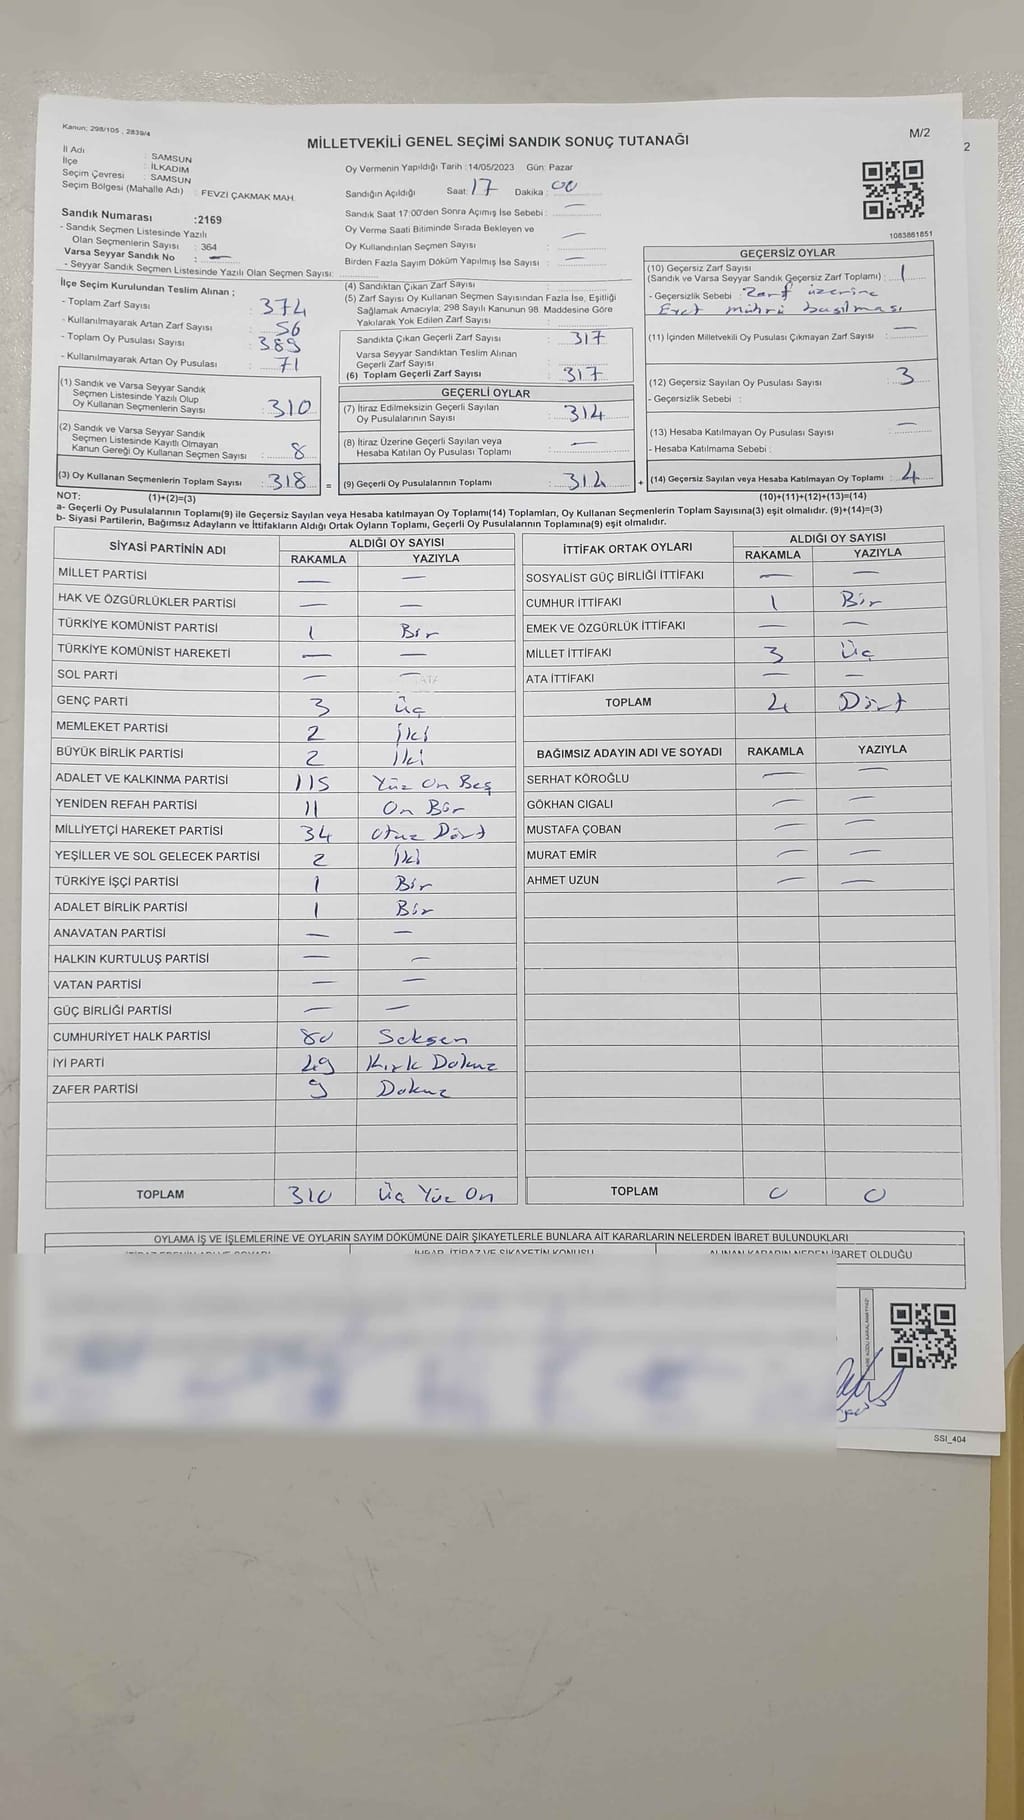 Kanun; 298/105 , 2839/4
MİLLETVEKİLİ GENEL SEÇİMİ SANDIK SONUÇ TUTANAĞI
M/2
2
İl Adı : SAMSUN
İlçe : İLKADIM
Seçim Çevresi : SAMSUN
Seçim Bölgesi (Mahalle Adı) : FEVZİ ÇAKMAK MAH.
Sandık Numarası :2169
- Sandık Seçmen Listesinde Yazılı
Olan Seçmenlerin Sayısı : 364
Varsa Seyyar Sandık No : —
- Seyyar Sandık Seçmen Listesinde Yazılı Olan Seçmen Sayısı:
İlçe Seçim Kurulundan Teslim Alınan ;
- Toplam Zarf Sayısı : 374
- Kullanılmayarak Artan Zarf Sayısı : 56
- Toplam Oy Pusulası Sayısı : 389
- Kullanılmayarak Artan Oy Pusulası : 71
(1) Sandık ve Varsa Seyyar Sandık
Seçmen Listesinde Yazılı Olup
Oy Kullanan Seçmenlerin Sayısı : 310
(2) Sandık ve Varsa Seyyar Sandık
Seçmen Listesinde Kayıtlı Olmayan
Kanun Gereği Oy Kullanan Seçmen Sayısı : 8
(3) Oy Kullanan Seçmenlerin Toplam Sayısı : 318 =
Oy Vermenin Yapıldığı Tarih :14/05/2023 Gün: Pazar
Sandığın Açıldığı Saat: 17 Dakika : 00
Sandık Saat 17:00'den Sonra Açımış İse Sebebi : —
Oy Verme Saati Bitiminde Sırada Bekleyen ve
Oy Kullandırılan Seçmen Sayısı : —
Birden Fazla Sayım Döküm Yapılmış İse Sayısı : —
(4) Sandıktan Çıkan Zarf Sayısı :
(5) Zarf Sayısı Oy Kullanan Seçmen Sayısından Fazla İse, Eşitliği
Sağlamak Amacıyla, 298 Sayılı Kanunun 98. Maddesine Göre
Yakılarak Yok Edilen Zarf Sayısı :
Sandıkta Çıkan Geçerli Zarf Sayısı : 317
Varsa Seyyar Sandıktan Teslim Alınan
Geçerli Zarf Sayısı :
(6) Toplam Geçerli Zarf Sayısı : 317
GEÇERLİ OYLAR
(7) İtiraz Edilmeksizin Geçerli Sayılan
Oy Pusulalarının Sayısı : 314
(8) İtiraz Üzerine Geçerli Sayılan veya
Hesaba Katılan Oy Pusulası Toplamı : —
(9) Geçerli Oy Pusulalarının Toplamı : 314 +
1083861851
GEÇERSİZ OYLAR
(10) Geçersiz Zarf Sayısı
(Sandık ve Varsa Seyyar Sandık Geçersiz Zarf Toplamı) : 1
- Geçersizlik Sebebi : Zarf üzerine
Evet mührü basılması
(11) İçinden Milletvekili Oy Pusulası Çıkmayan Zarf Sayısı : —
(12) Geçersiz Sayılan Oy Pusulası Sayısı : 3
- Geçersizlik Sebebi :
(13) Hesaba Katılmayan Oy Pusulası Sayısı : —
- Hesaba Katılmama Sebebi :
(14) Geçersiz Sayılan veya Hesaba Katılmayan Oy Toplamı : 4
NOT: (1)+(2)=(3) (10)+(11)+(12)+(13)=(14)
a- Geçerli Oy Pusulalarının Toplamı(9) ile Geçersiz Sayılan veya Hesaba katılmayan Oy Toplamı(14) Toplamları, Oy Kullanan Seçmenlerin Toplam Sayısına(3) eşit olmalıdır. (9)+(14)=(3)
b- Siyasi Partilerin, Bağımsız Adayların ve İttifakların Aldığı Ortak Oyların Toplamı, Geçerli Oy Pusulalarının Toplamına(9) eşit olmalıdır.
SİYASİ PARTİNİN ADI ALDIĞI OY SAYISI
RAKAMLA YAZIYLA
MİLLET PARTİSİ — —
HAK VE ÖZGÜRLÜKLER PARTİSİ — —
TÜRKİYE KOMÜNİST PARTİSİ 1 Bir
TÜRKİYE KOMÜNİST HAREKETİ — —
SOL PARTİ — —
GENÇ PARTİ 3 Üç
MEMLEKET PARTİSİ 2 İki
BÜYÜK BİRLİK PARTİSİ 2 İki
ADALET VE KALKINMA PARTİSİ 115 Yüz On Beş
YENİDEN REFAH PARTİSİ 11 On Bir
MİLLİYETÇİ HAREKET PARTİSİ 34 Otuz Dört
YEŞİLLER VE SOL GELECEK PARTİSİ 2 İki
TÜRKİYE İŞÇİ PARTİSİ 1 Bir
ADALET BİRLİK PARTİSİ 1 Bir
ANAVATAN PARTİSİ — —
HALKIN KURTULUŞ PARTİSİ — —
VATAN PARTİSİ — —
GÜÇ BİRLİĞİ PARTİSİ — —
CUMHURİYET HALK PARTİSİ 80 Seksen
İYİ PARTİ 49 Kırk Dokuz
ZAFER PARTİSİ 9 Dokuz
TOPLAM 310 Üç Yüz On
İTTİFAK ORTAK OYLARI ALDIĞI OY SAYISI
RAKAMLA YAZIYLA
SOSYALİST GÜÇ BİRLİĞİ İTTİFAKI — —
CUMHUR İTTİFAKI 1 Bir
EMEK VE ÖZGÜRLÜK İTTİFAKI — —
MİLLET İTTİFAKI 3 Üç
ATA İTTİFAKI — —
TOPLAM 4 Dört
BAĞIMSIZ ADAYIN ADI VE SOYADI RAKAMLA YAZIYLA
SERHAT KÖROĞLU — —
GÖKHAN CIGALI — —
MUSTAFA ÇOBAN — —
MURAT EMİR — —
AHMET UZUN — —
TOPLAM 0 0
OYLAMA İŞ VE İŞLEMLERİNE VE OYLARIN SAYIM DÖKÜMÜNE DAİR ŞİKAYETLERLE BUNLARA AİT KARARLARIN NELERDEN İBARET BULUNDUKLARI
İTİRAZ EDENİN ADI VE SOYADI İHBAR, İTİRAZ VE ŞİKAYETİN KONUSU ALINAN KARARIN NEDEN İBARET OLDUĞU
SSI_404